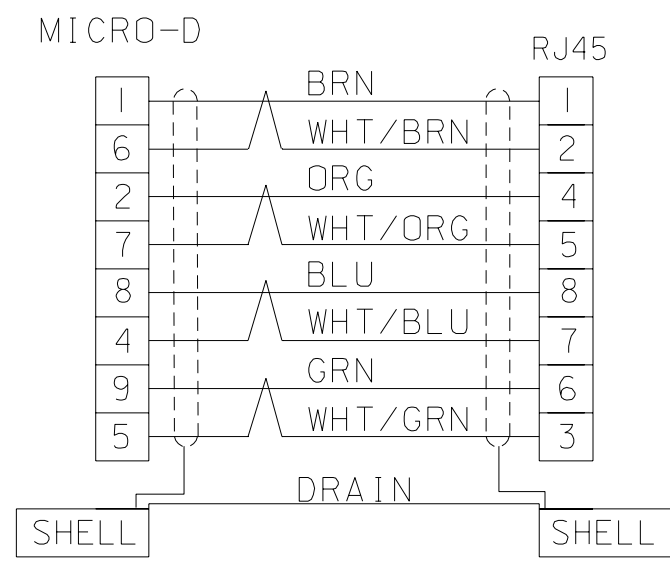 MICRO-D
RJ45
1 BRN 1
6 WHT/BRN 2
2 ORG 4
7 WHT/ORG 5
8 BLU 8
4 WHT/BLU 7
9 GRN 6
5 WHT/GRN 3
DRAIN
SHELL SHELL